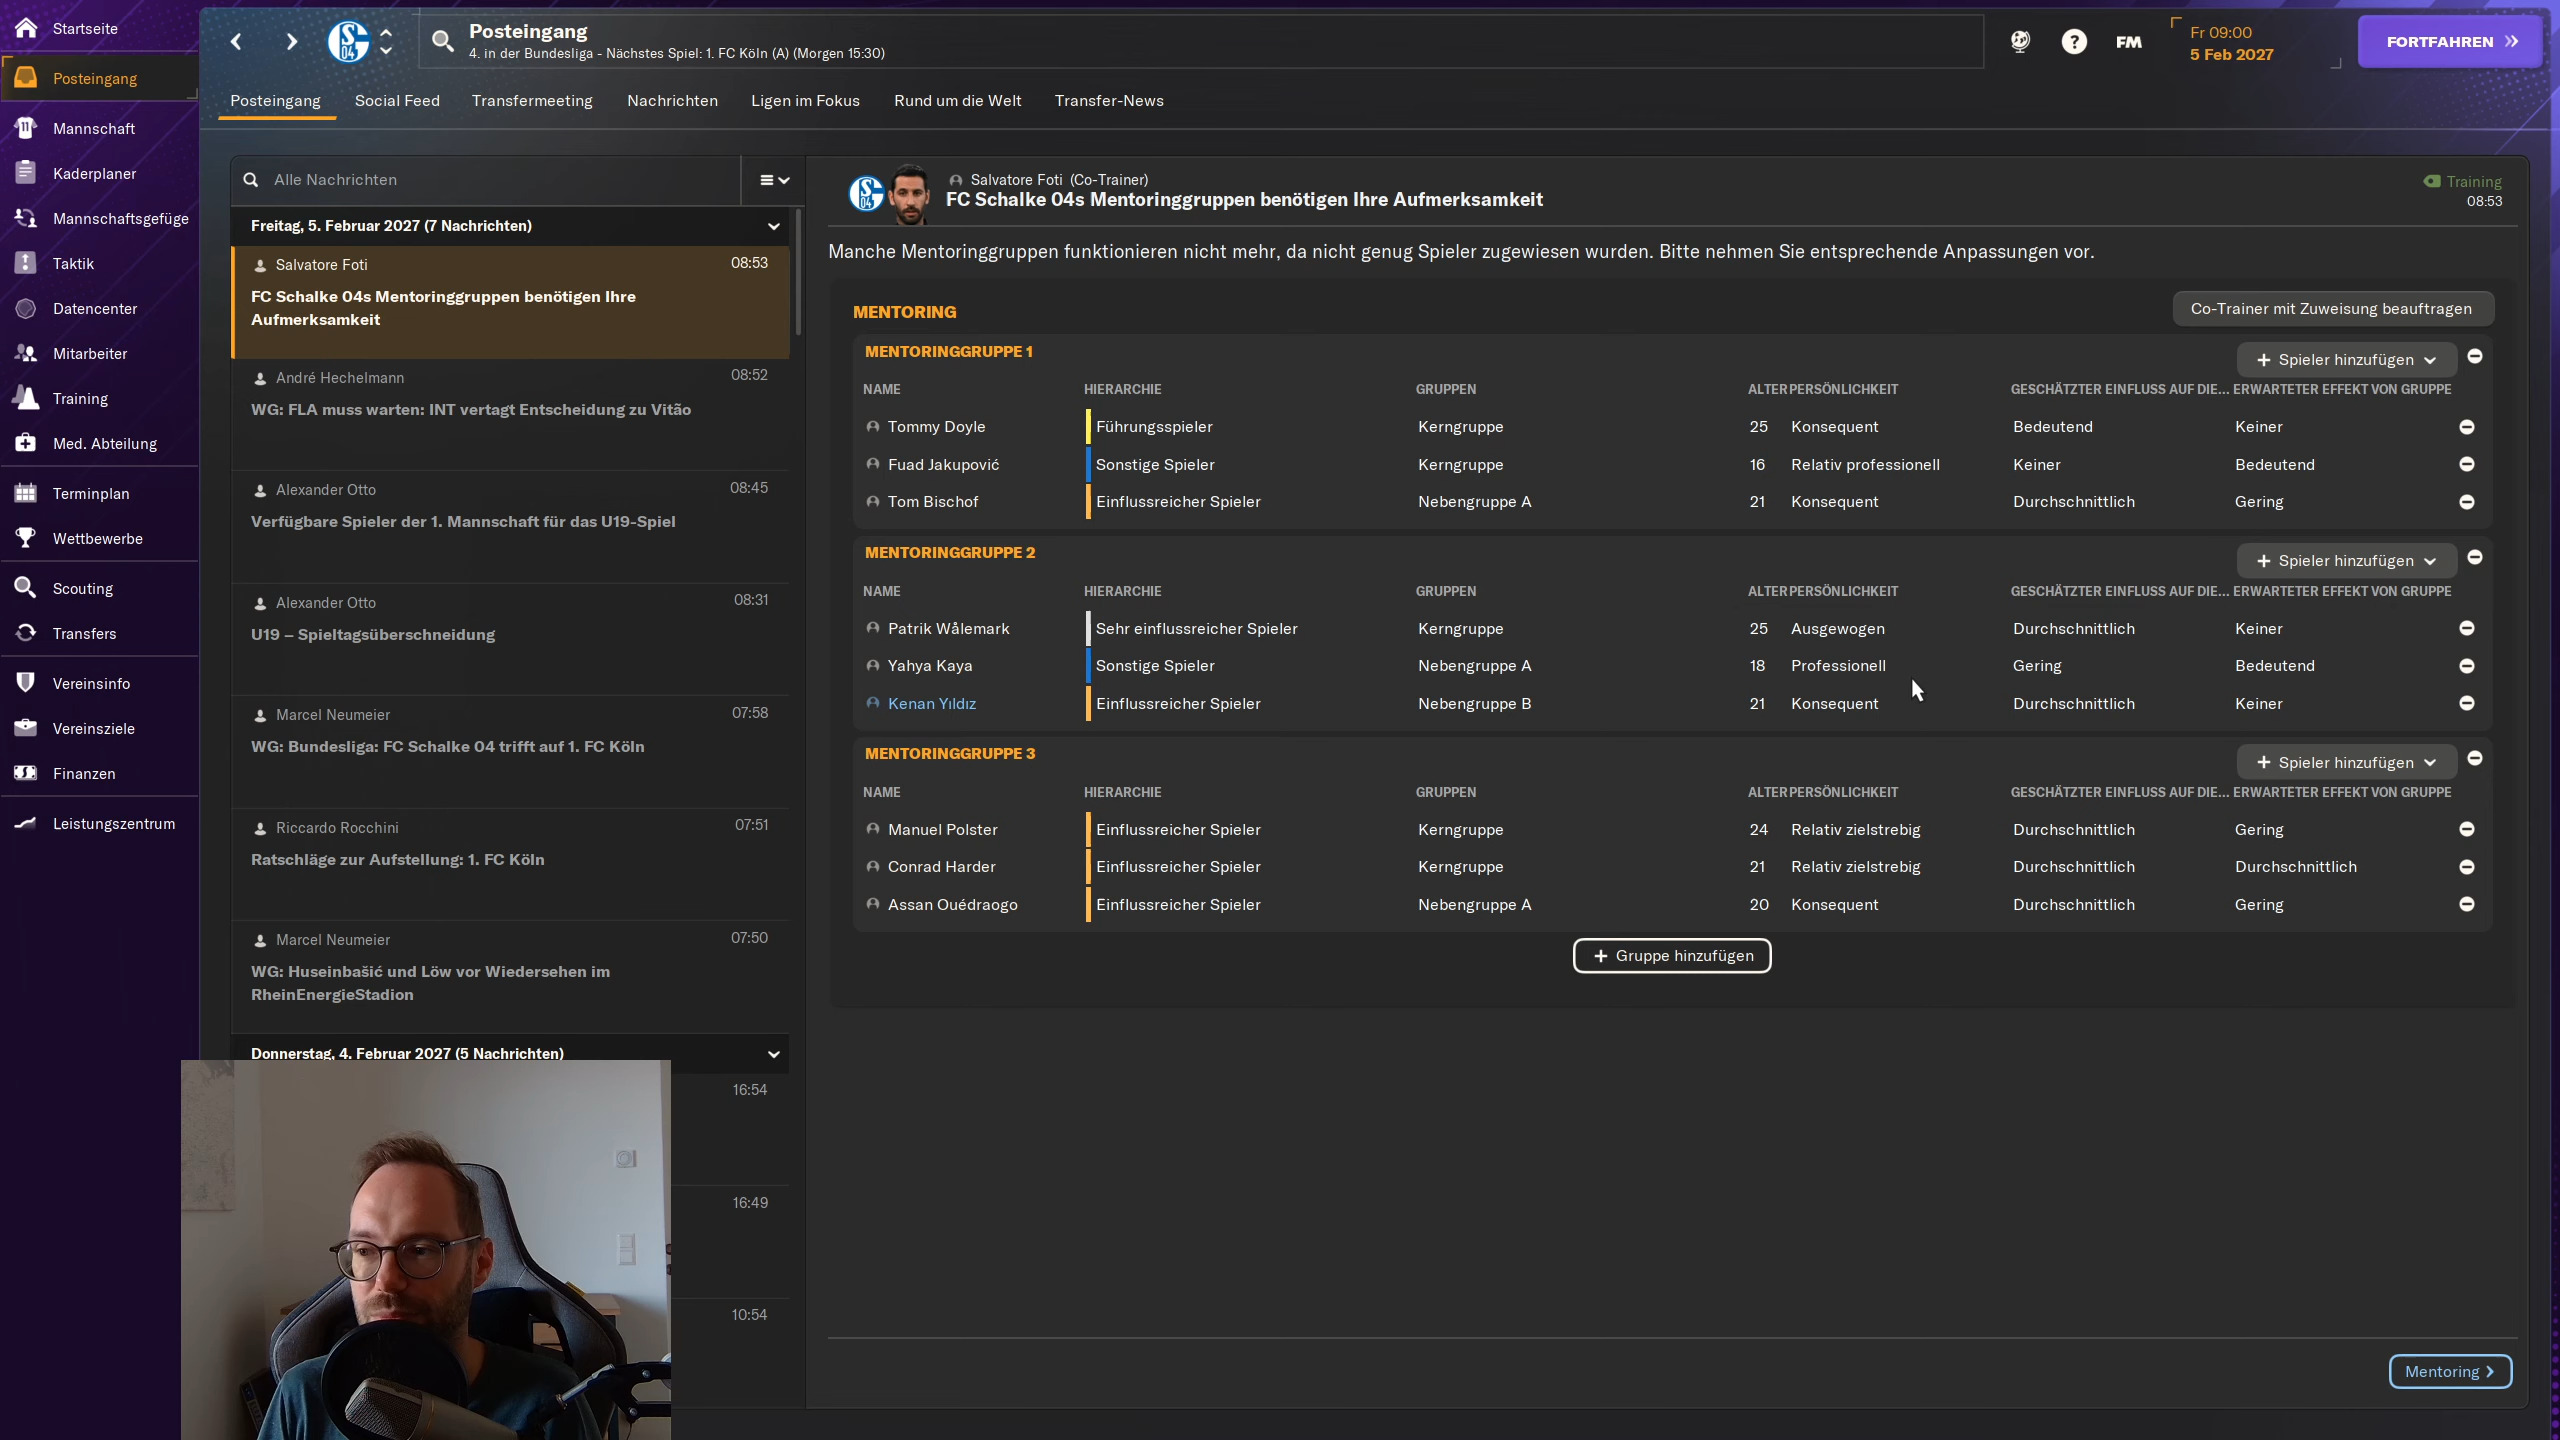 Startseite
Posteingang
Mannschaft
Kaderplaner
Mannschaftsgefüge
Taktik
Datencenter
Mitarbeiter
Training
Med. Abteilung
Terminplan
Wettbewerbe
Scouting
Transfers
Vereinsinfo
Vereinsziele
Finanzen
Leistungszentrum
Posteingang
4. in der Bundesliga - Nächstes Spiel: 1. FC Köln (A) (Morgen 15:30)
FM
Fr 09:00
5 Feb 2027
FORTFAHREN
Posteingang Social Feed Transfermeeting Nachrichten Ligen im Fokus Rund um die Welt Transfer-News
Alle Nachrichten
Freitag, 5. Februar 2027 (7 Nachrichten)
Salvatore Foti 08:53
FC Schalke 04s Mentoringgruppen benötigen Ihre
Aufmerksamkeit
André Hechelmann 08:52
WG: FLA muss warten: INT vertagt Entscheidung zu Vitão
Alexander Otto 08:45
Verfügbare Spieler der 1. Mannschaft für das U19-Spiel
Alexander Otto 08:31
U19 – Spieltagsüberschneidung
Marcel Neumeier 07:58
WG: Bundesliga: FC Schalke 04 trifft auf 1. FC Köln
Riccardo Rocchini 07:51
Ratschläge zur Aufstellung: 1. FC Köln
Marcel Neumeier 07:50
WG: Huseinbašić und Löw vor Wiedersehen im
RheinEnergieStadion
Donnerstag, 4. Februar 2027 (5 Nachrichten)
16:54
16:49
10:54
Salvatore Foti (Co-Trainer)
FC Schalke 04s Mentoringgruppen benötigen Ihre Aufmerksamkeit
Training
08:53
Manche Mentoringgruppen funktionieren nicht mehr, da nicht genug Spieler zugewiesen wurden. Bitte nehmen Sie entsprechende Anpassungen vor.
MENTORING
Co-Trainer mit Zuweisung beauftragen
MENTORINGGRUPPE 1
Spieler hinzufügen
NAME HIERARCHIE GRUPPEN ALTER PERSÖNLICHKEIT GESCHÄTZTER EINFLUSS AUF DIE... ERWARTETER EFFEKT VON GRUPPE
Tommy Doyle Führungsspieler Kerngruppe 25 Konsequent Bedeutend Keiner
Fuad Jakupović Sonstige Spieler Kerngruppe 16 Relativ professionell Keiner Bedeutend
Tom Bischof Einflussreicher Spieler Nebengruppe A 21 Konsequent Durchschnittlich Gering
MENTORINGGRUPPE 2
Spieler hinzufügen
NAME HIERARCHIE GRUPPEN ALTER PERSÖNLICHKEIT GESCHÄTZTER EINFLUSS AUF DIE... ERWARTETER EFFEKT VON GRUPPE
Patrik Wålemark Sehr einflussreicher Spieler Kerngruppe 25 Ausgewogen Durchschnittlich Keiner
Yahya Kaya Sonstige Spieler Nebengruppe A 18 Professionell Gering Bedeutend
Kenan Yıldız Einflussreicher Spieler Nebengruppe B 21 Konsequent Durchschnittlich Keiner
MENTORINGGRUPPE 3
Spieler hinzufügen
NAME HIERARCHIE GRUPPEN ALTER PERSÖNLICHKEIT GESCHÄTZTER EINFLUSS AUF DIE... ERWARTETER EFFEKT VON GRUPPE
Manuel Polster Einflussreicher Spieler Kerngruppe 24 Relativ zielstrebig Durchschnittlich Gering
Conrad Harder Einflussreicher Spieler Kerngruppe 21 Relativ zielstrebig Durchschnittlich Durchschnittlich
Assan Ouédraogo Einflussreicher Spieler Nebengruppe A 20 Konsequent Durchschnittlich Gering
Gruppe hinzufügen
Mentoring